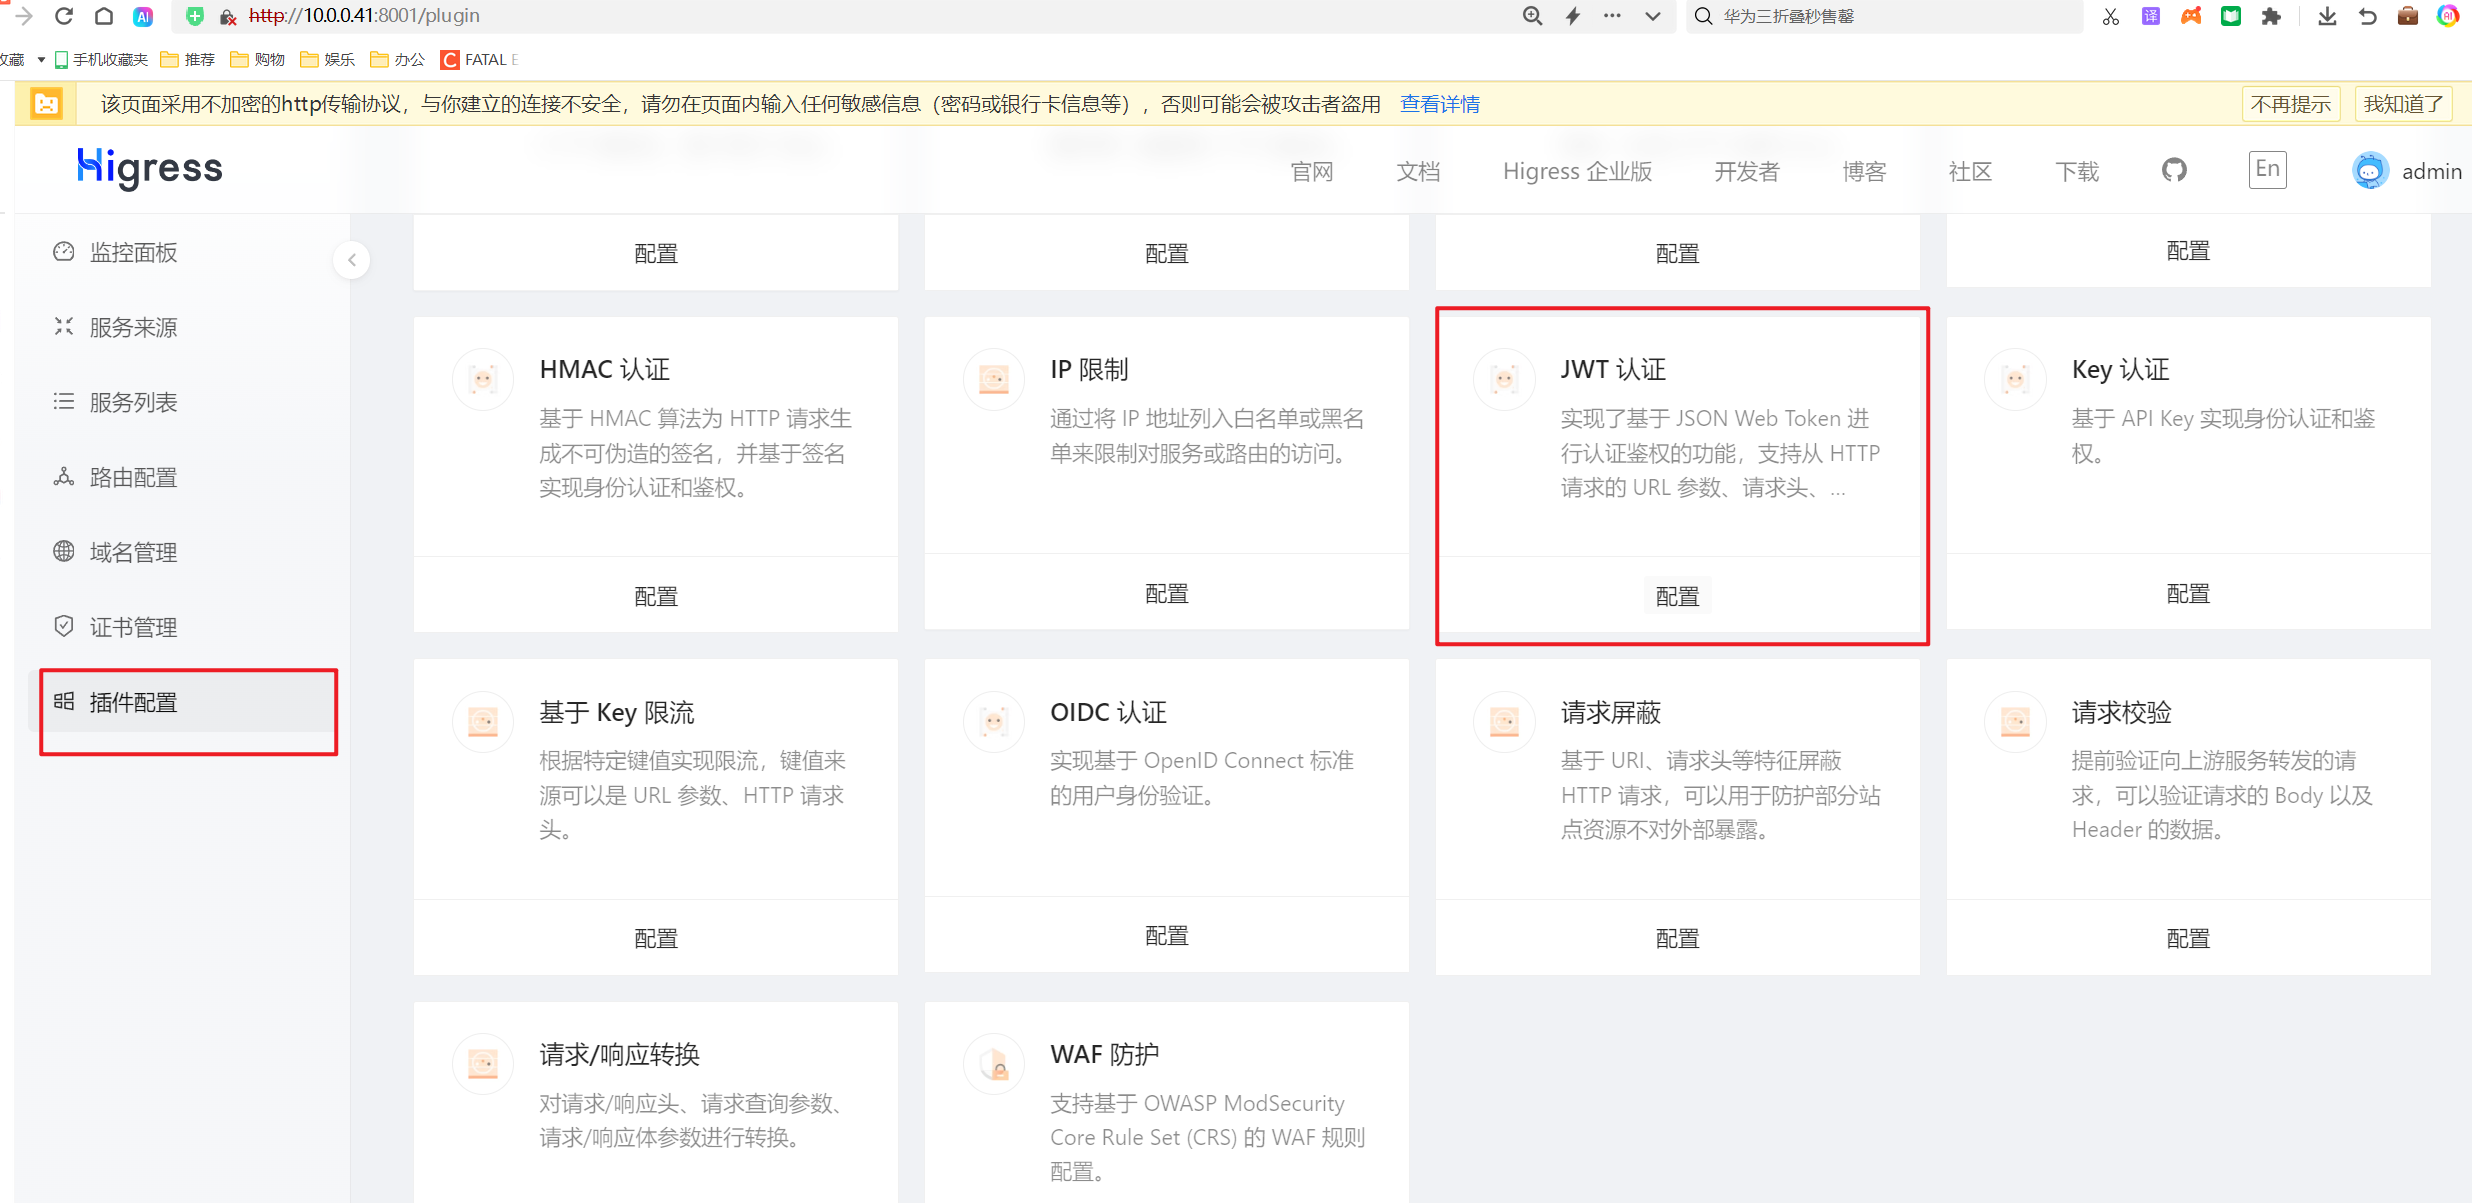 AI
http://10.0.0.41:8001/plugin
华为三折叠秒售罄
译
收藏
手机收藏夹
推荐
购物
娱乐
办公
C
FATAL E
该页面采用不加密的http传输协议，与你建立的连接不安全，请勿在页面内输入任何敏感信息（密码或银行卡信息等），否则可能会被攻击者盗用 查看详情
不再提示
我知道了
Higress
官网
文档
Higress 企业版
开发者
博客
社区
下载
En
admin
监控面板
服务来源
服务列表
路由配置
域名管理
证书管理
插件配置
配置
配置
配置
配置
HMAC 认证
基于 HMAC 算法为 HTTP 请求生
成不可伪造的签名，并基于签名
实现身份认证和鉴权。
配置
IP 限制
通过将 IP 地址列入白名单或黑名
单来限制对服务或路由的访问。
配置
JWT 认证
实现了基于 JSON Web Token 进
行认证鉴权的功能，支持从 HTTP
请求的 URL 参数、请求头、...
配置
Key 认证
基于 API Key 实现身份认证和鉴
权。
配置
基于 Key 限流
根据特定键值实现限流，键值来
源可以是 URL 参数、HTTP 请求
头。
配置
OIDC 认证
实现基于 OpenID Connect 标准
的用户身份验证。
配置
请求屏蔽
基于 URI、请求头等特征屏蔽
HTTP 请求，可以用于防护部分站
点资源不对外部暴露。
配置
请求校验
提前验证向上游服务转发的请
求，可以验证请求的 Body 以及
Header 的数据。
配置
请求/响应转换
对请求/响应头、请求查询参数、
请求/响应体参数进行转换。
WAF 防护
支持基于 OWASP ModSecurity
Core Rule Set (CRS) 的 WAF 规则
配置。